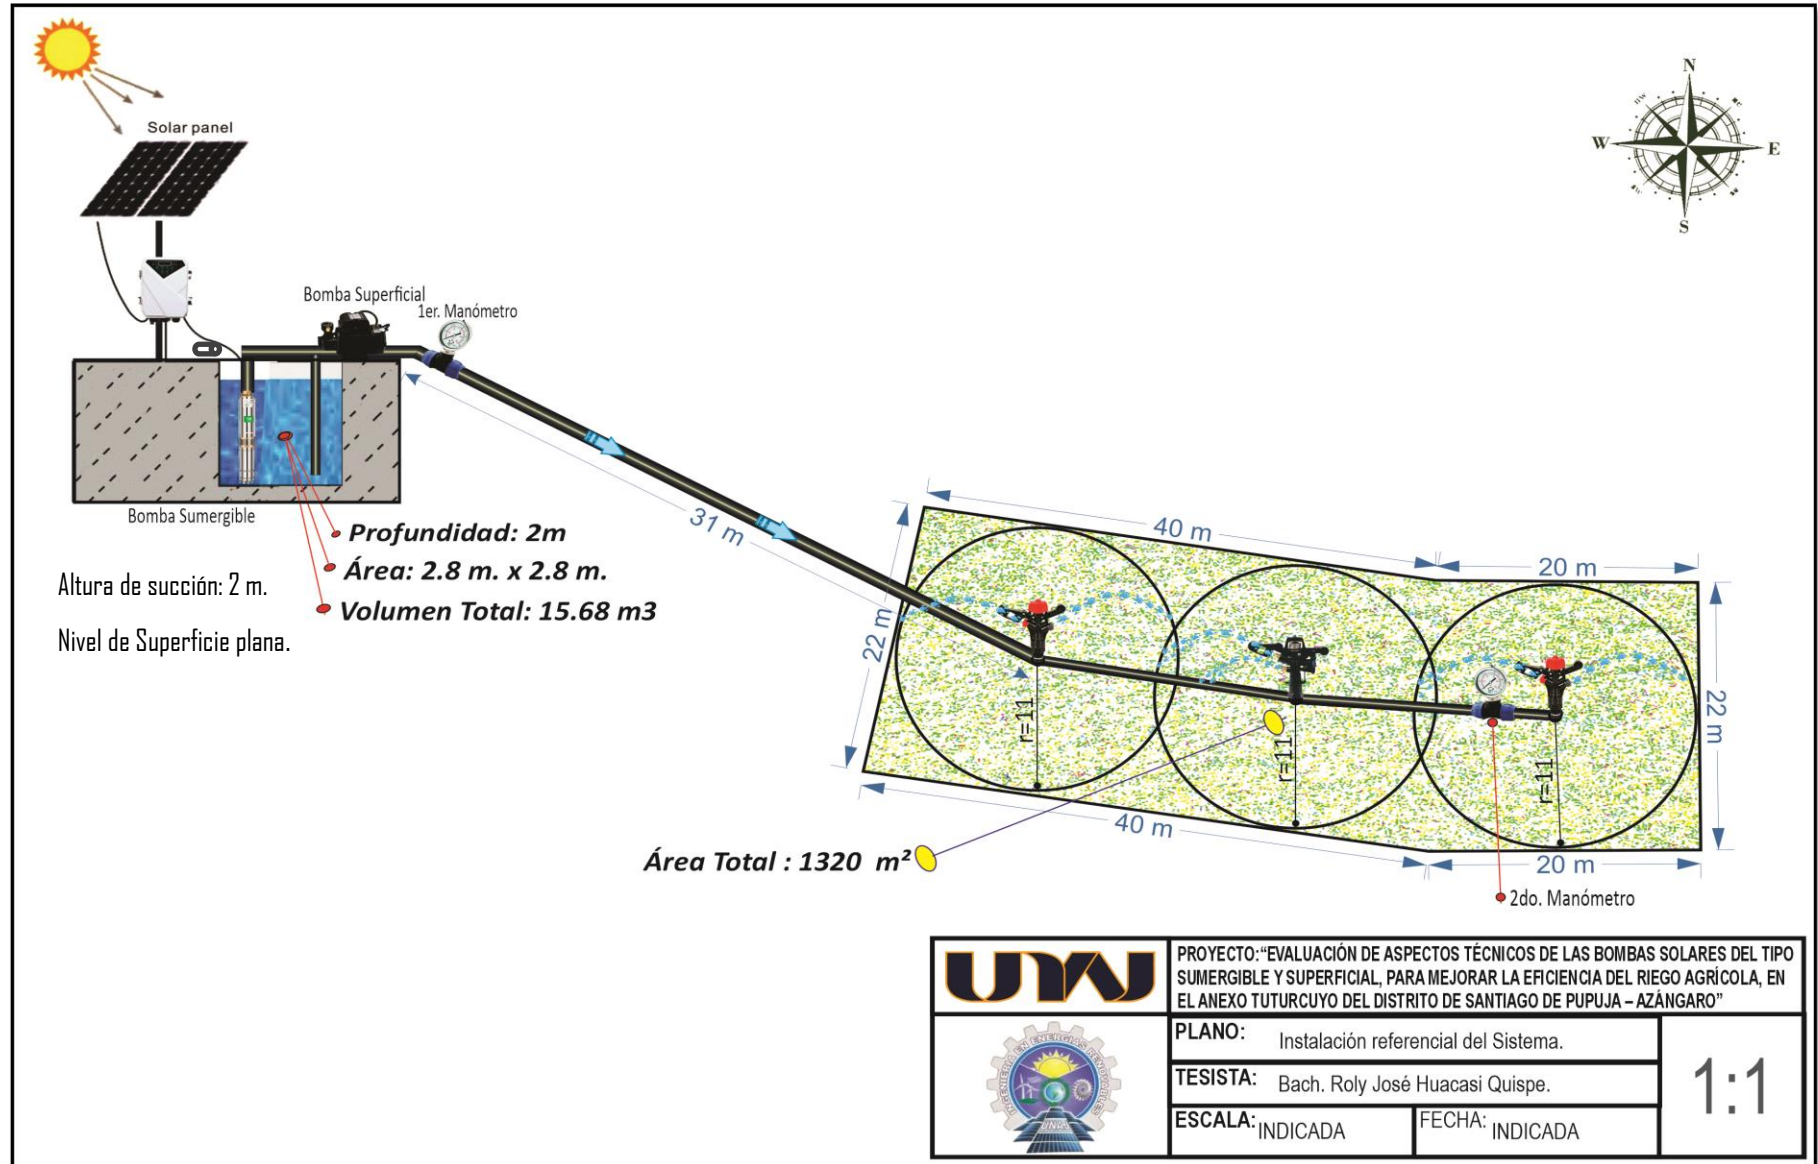 N
W
E
S
Solar panel
Bomba Superficial
1er. Manómetro
Bomba Sumergible
Profundidad: 2m
Área: 2.8 m. x 2.8 m.
Volumen Total: 15.68 m3
Altura de succión: 2 m.
Nivel de Superficie plana.
31 m
40 m
20 m
22 m
22 m
r=11
r=11
r=11
40 m
20 m
Área Total : 1320 m²
2do. Manómetro
PROYECTO:“EVALUACIÓN DE ASPECTOS TÉCNICOS DE LAS BOMBAS SOLARES DEL TIPO
SUMERGIBLE Y SUPERFICIAL, PARA MEJORAR LA EFICIENCIA DEL RIEGO AGRÍCOLA, EN
EL ANEXO TUTURCUYO DEL DISTRITO DE SANTIAGO DE PUPUJA – AZÁNGARO”
PLANO: Instalación referencial del Sistema.
TESISTA: Bach. Roly José Huacasi Quispe.
ESCALA: INDICADA
FECHA: INDICADA
1:1
INGENIERIA EN ENERGIAS RENOVABLES